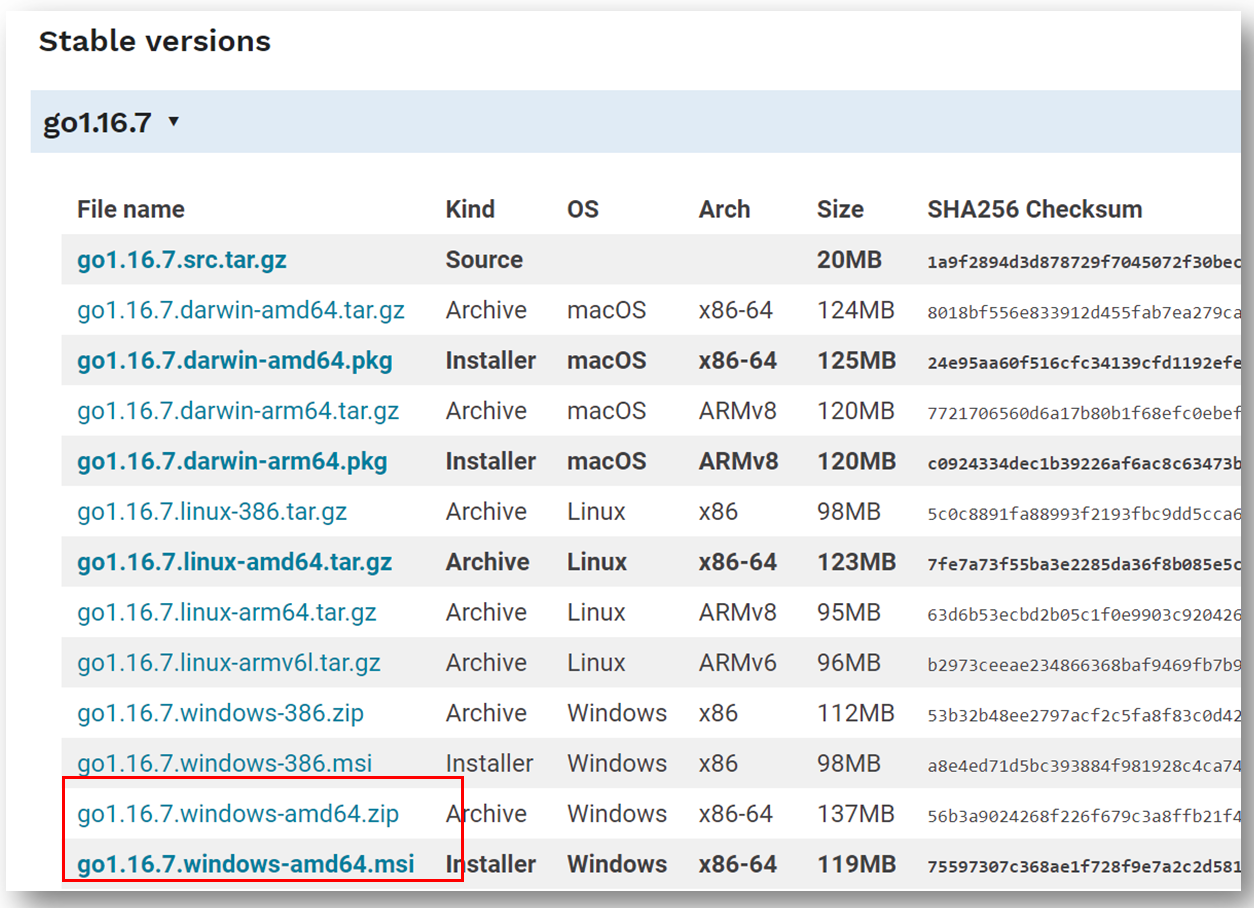 Stable versions
go1.16.7 ▾
File name Kind OS Arch Size SHA256 Checksum
go1.16.7.src.tar.gz Source 20MB 1a9f2894d3d878729f7045072f30bec
go1.16.7.darwin-amd64.tar.gz Archive macOS x86-64 124MB 8018bf556e833912d455fab7ea279ca
go1.16.7.darwin-amd64.pkg Installer macOS x86-64 125MB 24e95aa60f516cfc34139cfd1192efe
go1.16.7.darwin-arm64.tar.gz Archive macOS ARMv8 120MB 7721706560d6a17b80b1f68efc0ebef
go1.16.7.darwin-arm64.pkg Installer macOS ARMv8 120MB c0924334dec1b39226af6ac8c63473b
go1.16.7.linux-386.tar.gz Archive Linux x86 98MB 5c0c8891fa88993f2193fbc9dd5cca6
go1.16.7.linux-amd64.tar.gz Archive Linux x86-64 123MB 7fe7a73f55ba3e2285da36f8b085e5c
go1.16.7.linux-arm64.tar.gz Archive Linux ARMv8 95MB 63d6b53ecbd2b05c1f0e9903c920426
go1.16.7.linux-armv6l.tar.gz Archive Linux ARMv6 96MB b2973ceeae234866368baf9469fb7b9
go1.16.7.windows-386.zip Archive Windows x86 112MB 53b32b48ee2797acf2c5fa8f83c0d42
go1.16.7.windows-386.msi Installer Windows x86 98MB a8e4ed71d5bc393884f981928c4ca74
go1.16.7.windows-amd64.zip Archive Windows x86-64 137MB 56b3a9024268f226f679c3a8ffb21f4
go1.16.7.windows-amd64.msi Installer Windows x86-64 119MB 75597307c368ae1f728f9e7a2c2d581